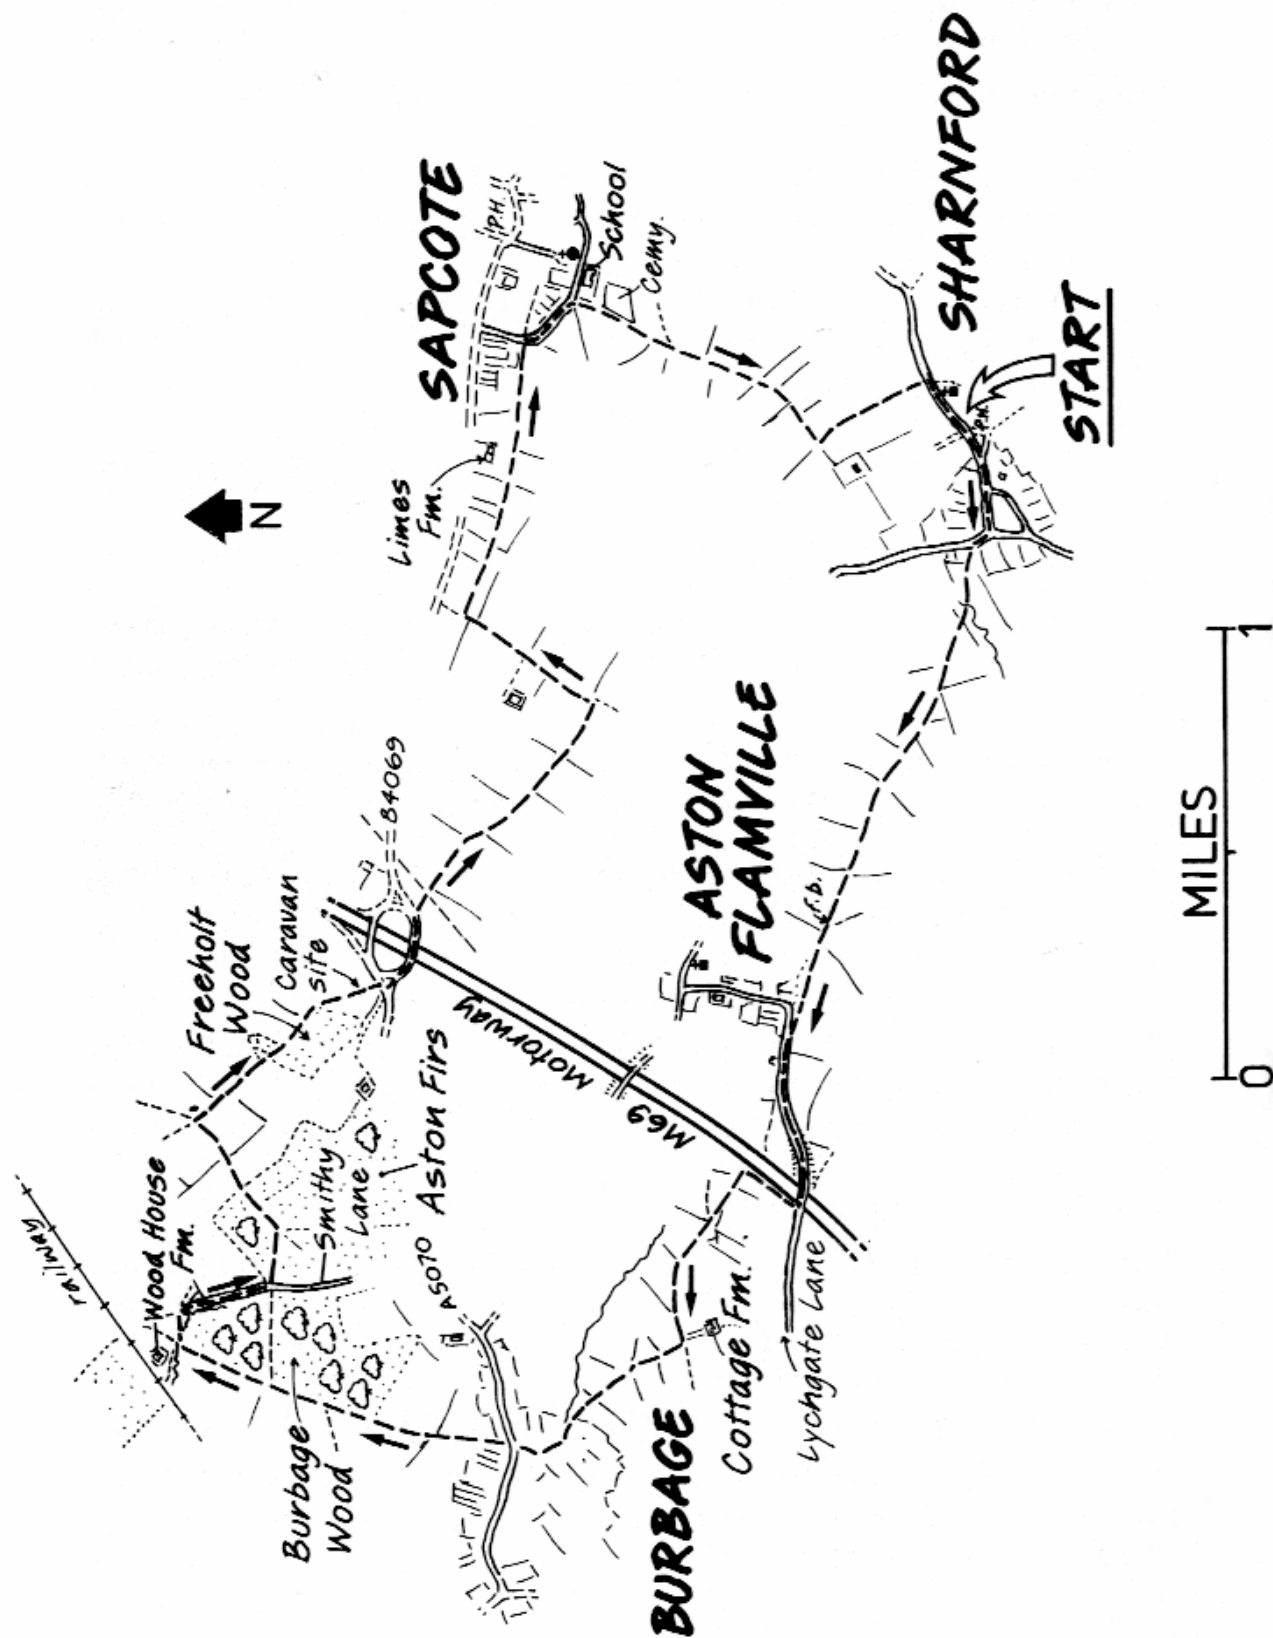 railway
Wood House
Fm.
Freeholt
Wood
Caravan
site
B4069
Smithy
Lane
Aston Firs
Burbage
Wood
A5070
M69
Motorway
N
Limes
Fm.
SAPCOTE
P.H.
School
Cemy.
ASTON
FLAMVILLE
f.b.
BURBAGE
Cottage Fm.
Lychgate Lane
SHARNFORD
P.H.
START
MILES
0
1